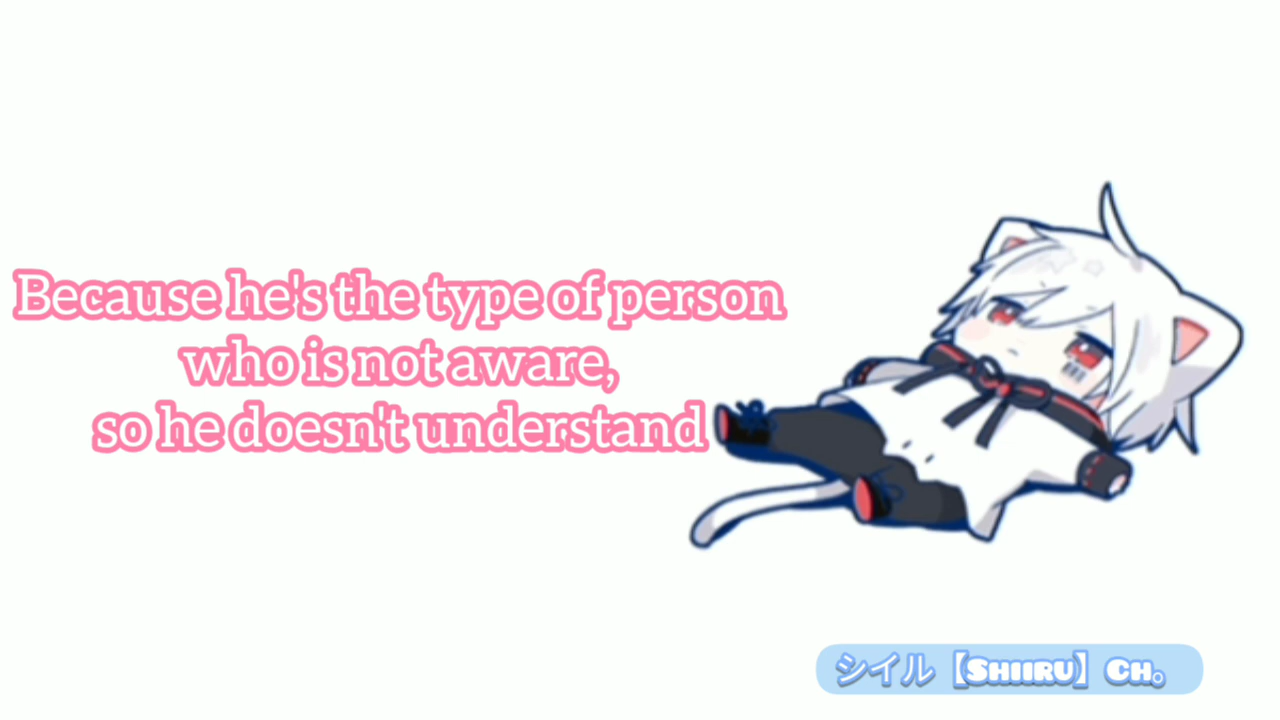 Because he's the type of person
who is not aware,
so he doesn't understand
シイル【SHIIRU】CH。